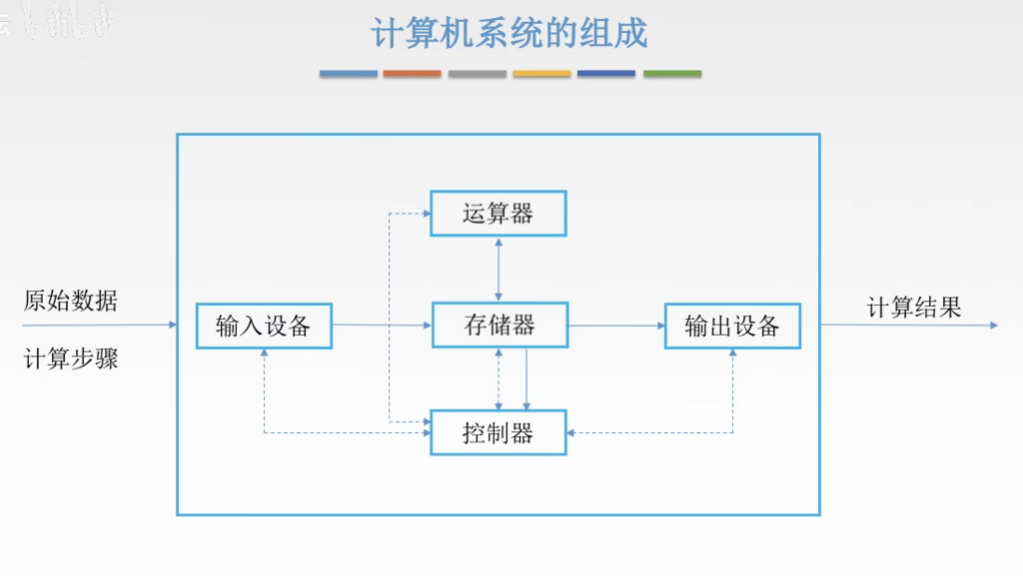 计算机系统的组成
运算器
原始数据
计算步骤
输入设备
存储器
输出设备
计算结果
控制器